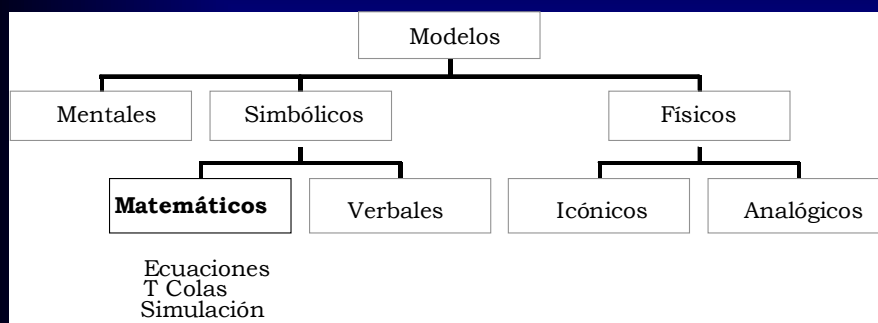 Modelos
Mentales
Simbólicos
Físicos
Matemáticos
Verbales
Icónicos
Analógicos
Ecuaciones
T Colas
Simulación